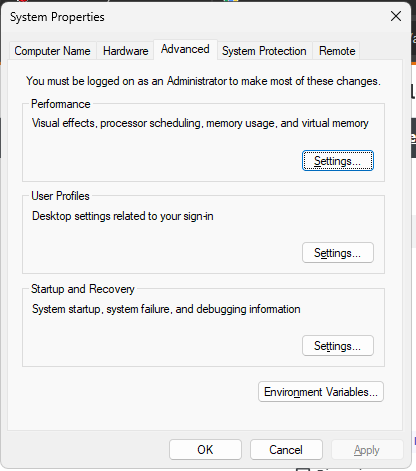 System Properties
Computer Name Hardware Advanced System Protection Remote
You must be logged on as an Administrator to make most of these changes.
Performance
Visual effects, processor scheduling, memory usage, and virtual memory
Settings...
User Profiles
Desktop settings related to your sign-in
Settings...
Startup and Recovery
System startup, system failure, and debugging information
Settings...
Environment Variables...
OK Cancel Apply